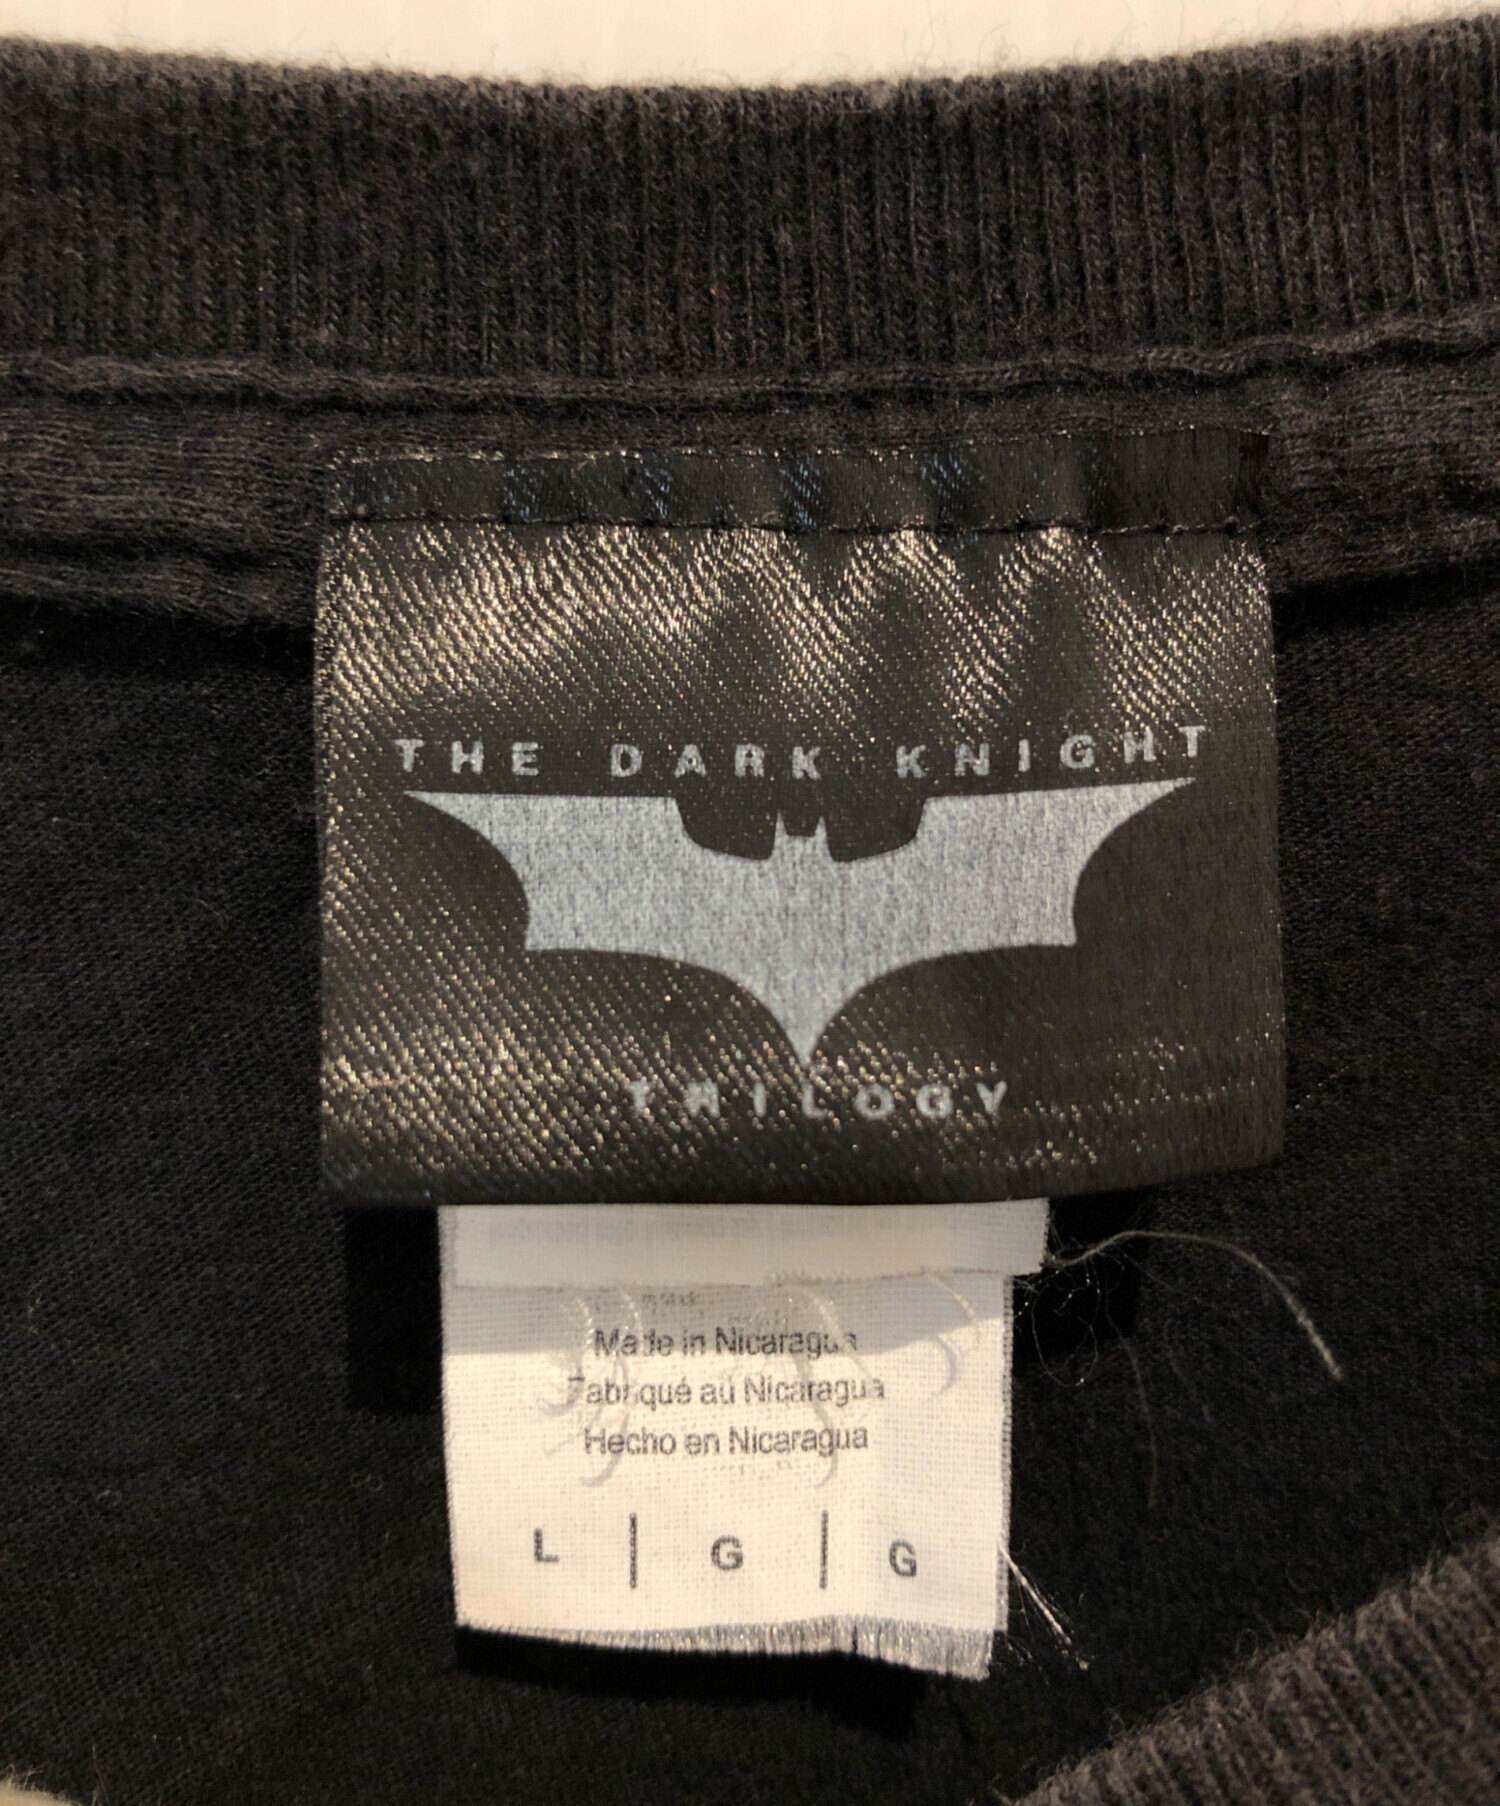 THE DARK KNIGHT
TRILOGY
Made in Nicaragua
Fabriqué au Nicaragua
Hecho en Nicaragua
L | G | G